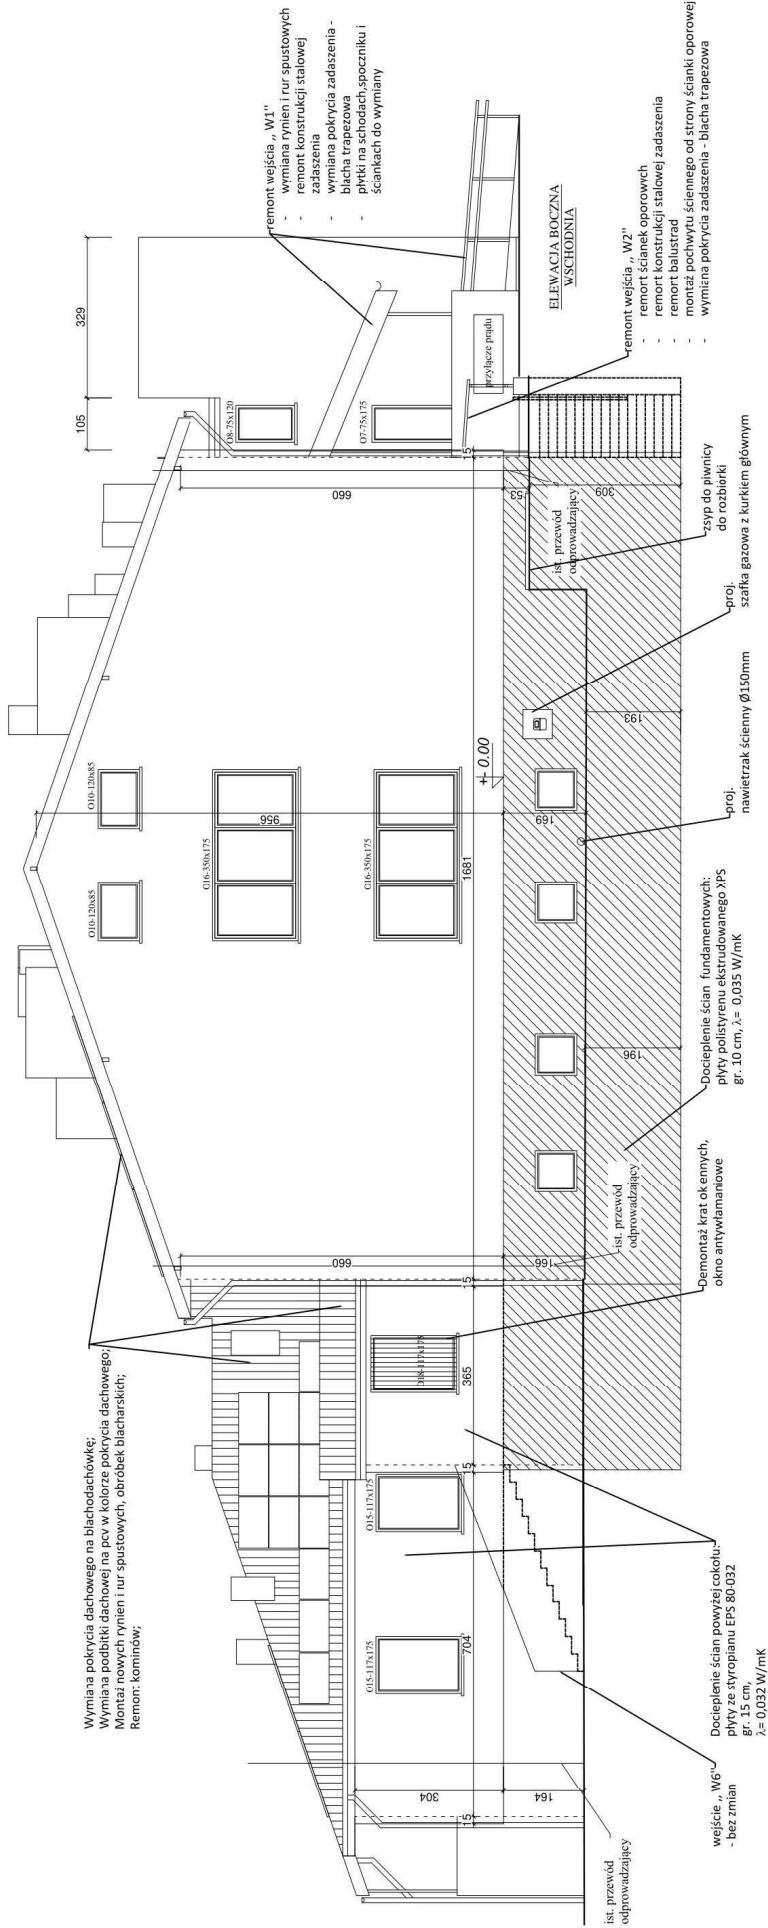 Wymiana pokrycia dachowego na blachodachówkę;
Wymiana podbitki dachowej na pcv w kolorze pokrycia dachowego;
Montaż nowych rynien i rur spustowych, obróbek blacharskich;
Remon: kominów;
remont wejścia ,, W1"
- wymiana rynien i rur spustowych
- remont konstrukcji stalowej
zadaszenia
- wymiana pokrycia zadaszenia -
blacha trapezowa
- płytki na schodach,spoczniku i
ściankach do wymiany
105
329
O10-120x85
O10-120x85
O8-75x120
O16-350x175
O7-75x175
O16-350x175
956
660
660
przyłącze prądu
ELEWACJA BOCZNA
WSCHODNIA
O15-117x175
O15-117x175
O18-117x175
15
704
15
365
15
1681
15
+- 0.00
304
164
166
169
53
309
193
196
ist. przewód
odprowadzający
ist. przewód
odprowadzający
ist. przewód
odprowadzający
remont wejścia ,, W2"
- remort ścianek oporowych
- remort konstrukcji stalowej zadaszenia
- remort balustrad
- montaż pochwytu ściennego od strony ścianki oporowej
- wymiana pokrycia zadaszenia - blacha trapezowa
wejście ,, W6"
- bez zmian
Docieplenie ścian powyżej cokołu:
płyty ze styropianu EPS 80-032
gr. 15 cm,
λ= 0,032 W/mK
Demontaż krat okiennych,
okno antywłamaniowe
Docieplenie ścian fundamentowych:
płyty polistyrenu ekstrudowanego XPS
gr. 10 cm, λ= 0,035 W/mK
proj.
nawietrzak ścienny Ø150mm
proj.
szafka gazowa z kurkiem głównym
zsyp do piwnicy
do rozbiórki